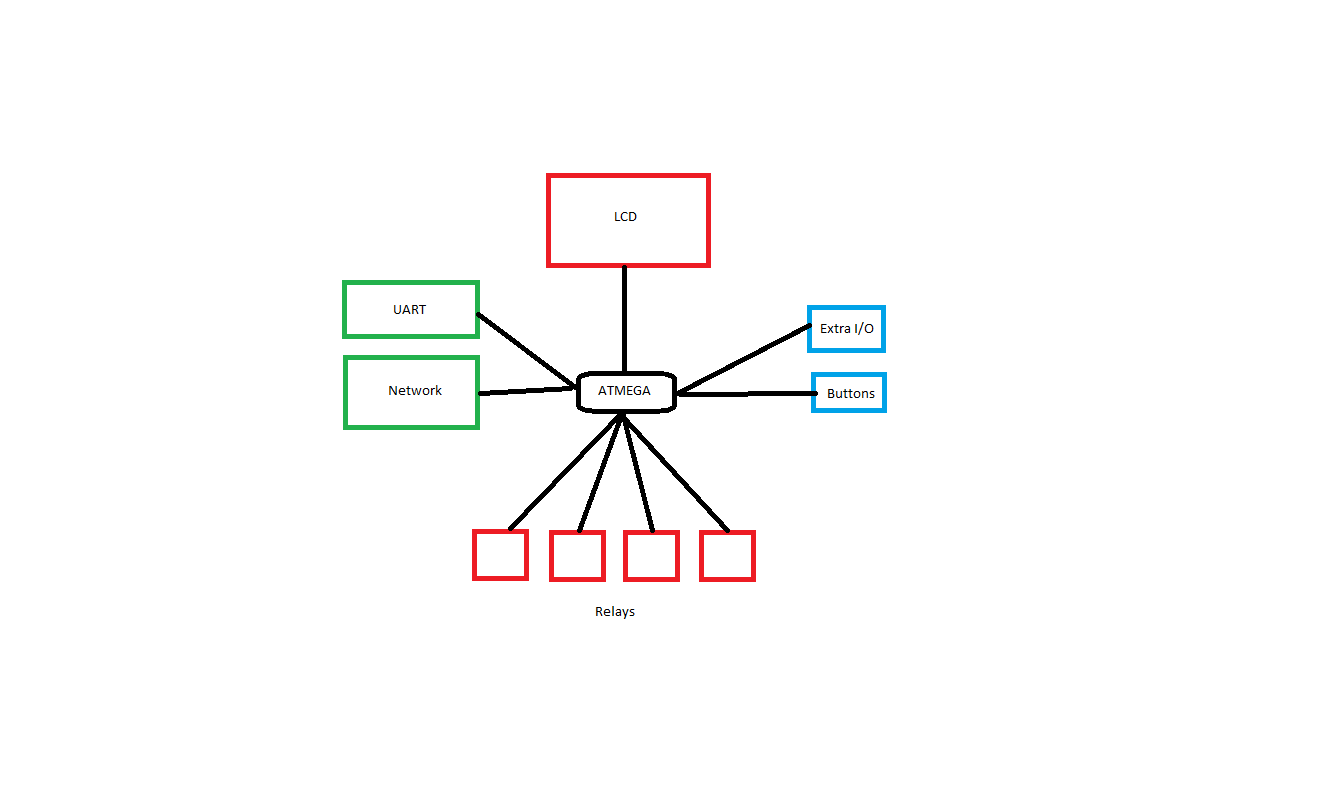 LCD
UART
Extra I/O
Network
ATMEGA
Buttons
Relays